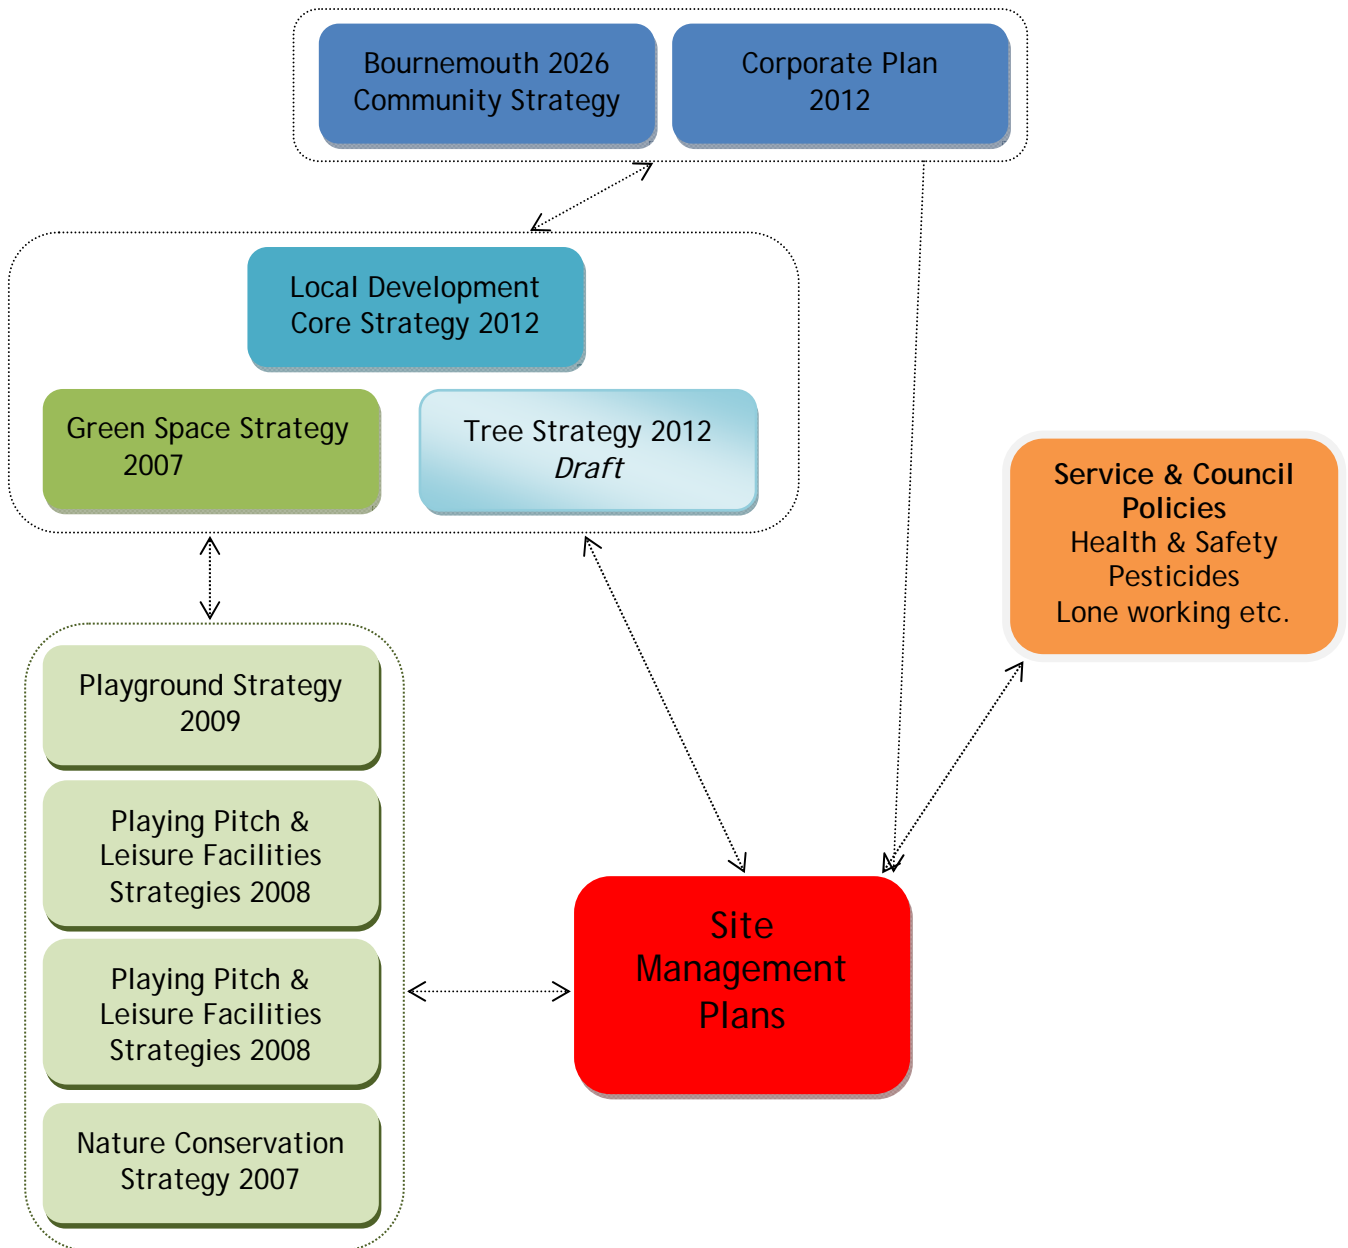 Bournemouth 2026
Community Strategy
Corporate Plan
2012
Local Development
Core Strategy 2012
Green Space Strategy
2007
Tree Strategy 2012
Draft
Service & Council
Policies
Health & Safety
Pesticides
Lone working etc.
Playground Strategy
2009
Playing Pitch &
Leisure Facilities
Strategies 2008
Playing Pitch &
Leisure Facilities
Strategies 2008
Nature Conservation
Strategy 2007
Site
Management
Plans